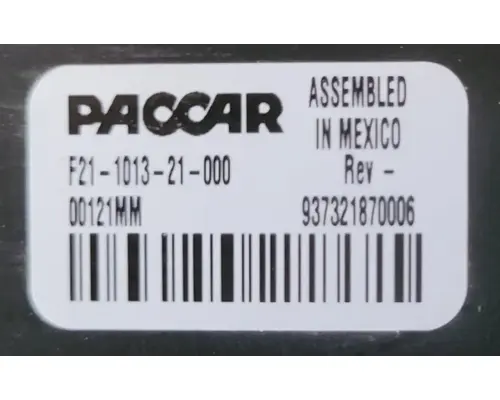 PACCAR
F21-1013-21-000
00121MM
ASSEMBLED
IN MEXICO
Rev -
937321870006